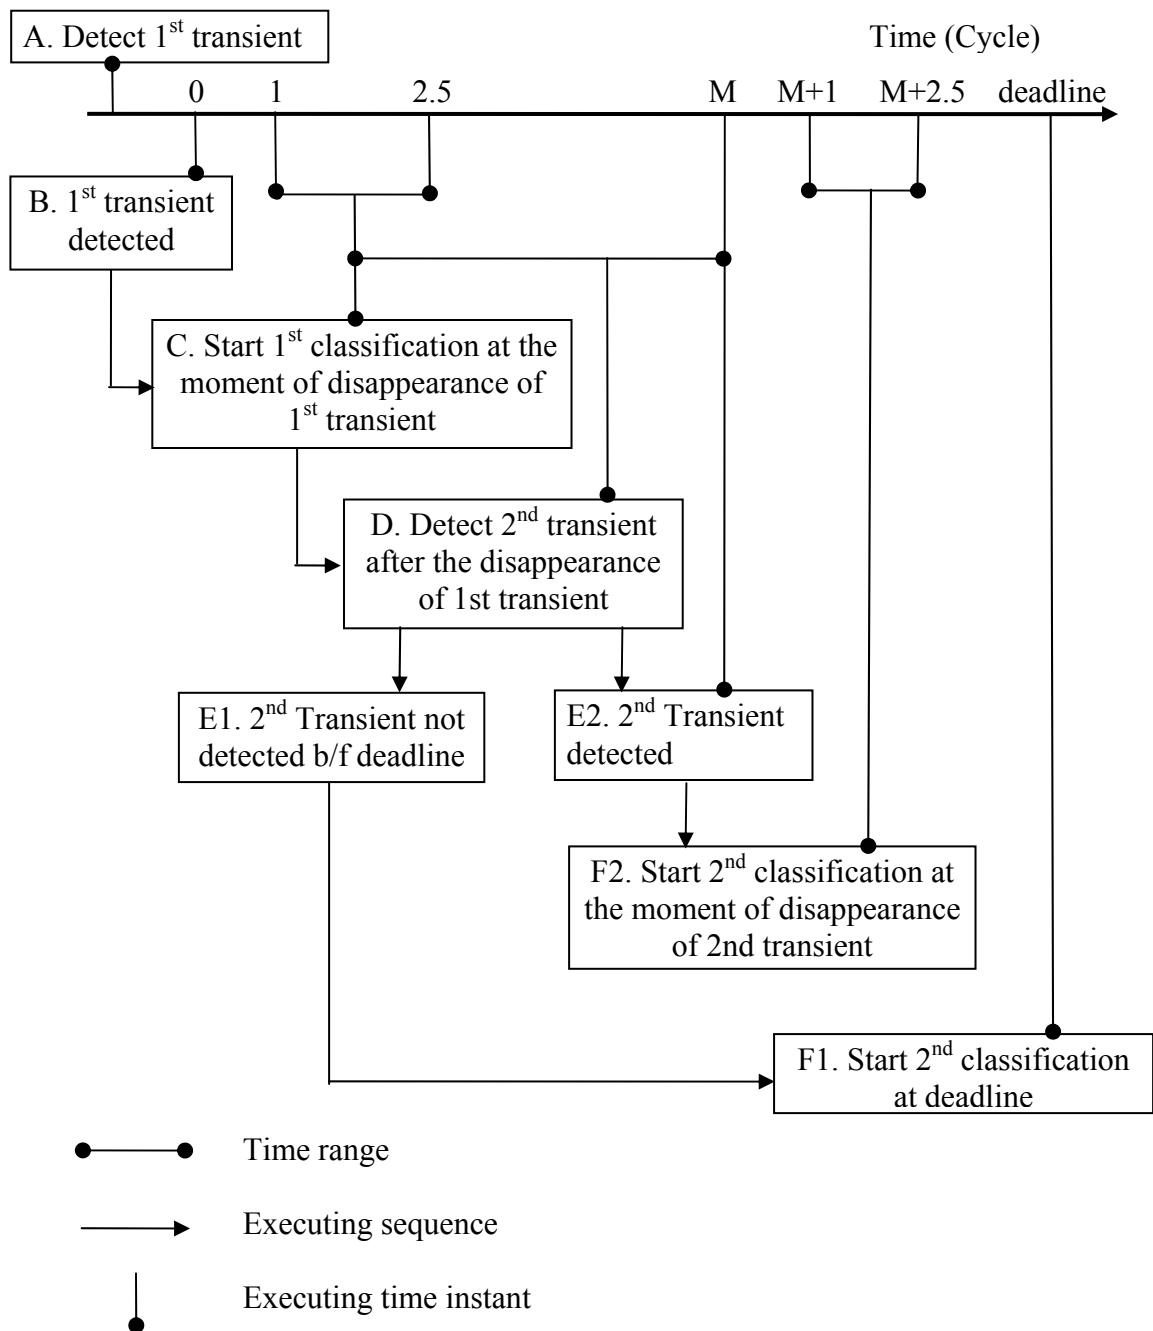 A. Detect 1st transient
Time (Cycle)
0 1 2.5 M M+1 M+2.5 deadline
B. 1st transient
detected
C. Start 1st classification at the
moment of disappearance of
1st transient
D. Detect 2nd transient
after the disappearance
of 1st transient
E1. 2nd Transient not
detected b/f deadline
E2. 2nd Transient
detected
F2. Start 2nd classification at
the moment of disappearance
of 2nd transient
F1. Start 2nd classification
at deadline
Time range
Executing sequence
Executing time instant